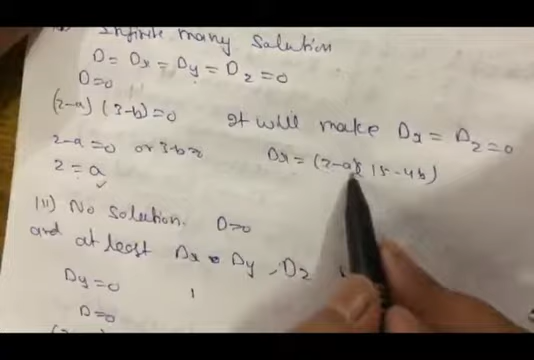 Infinite many Solution
D = Dx = Dy = Dz = 0
D=0
(2-a) (3-b) = 0 It will make Dx = Dz = 0
2-a = 0 or 3-b = Dx = (2-a)(15-4b)
2 = a
iii) No Solution. D=0
and at least Dx Dy, Dz
Dy = 0
D=0